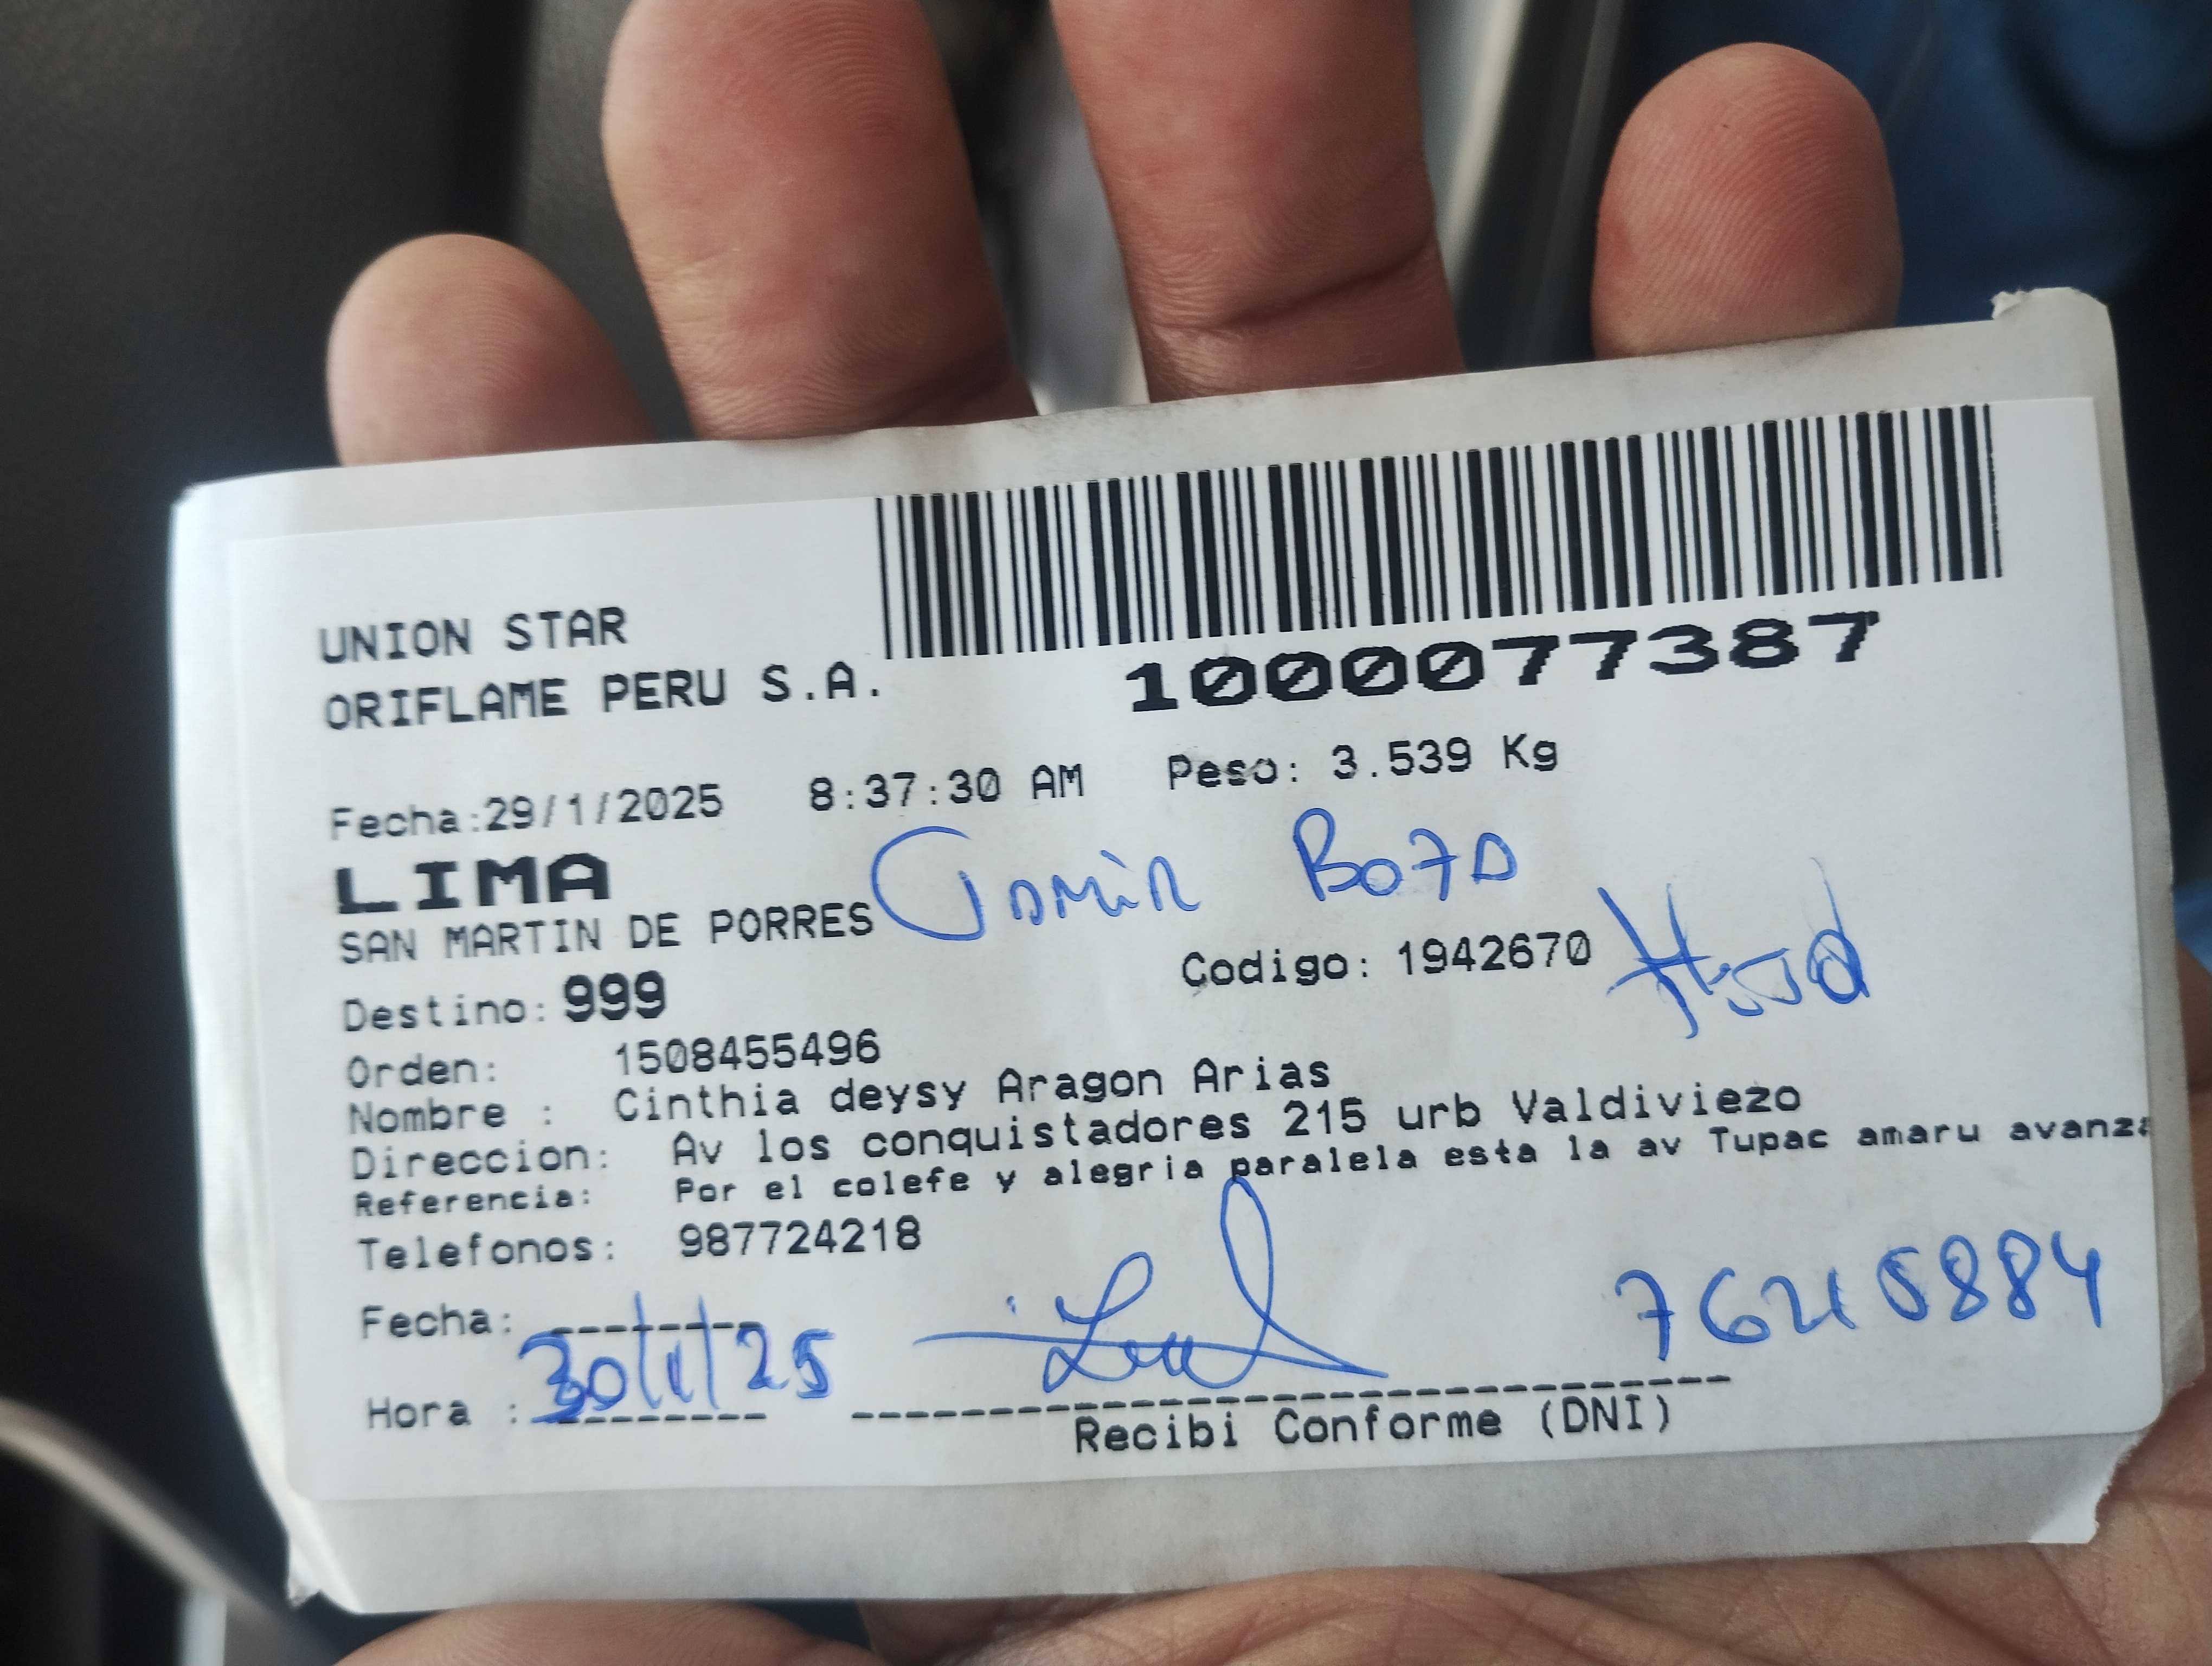 UNION STAR
ORIFLAME PERU S.A.
1000077387
Fecha:29/1/2025 8:37:30 AM Peso: 3.539 Kg
LIMA
SAN MARTIN DE PORRES
Destino: 999 Codigo: 1942670
Orden: 1508455496
Nombre : Cinthia deysy Aragon Arias
Direccion: Av los conquistadores 215 urb Valdiviezo
Referencia: Por el colefe y alegria paralela esta la av Tupac amaru avanza
Telefonos: 987724218
Fecha:
30/1/25
Hora :
Recibi Conforme (DNI)